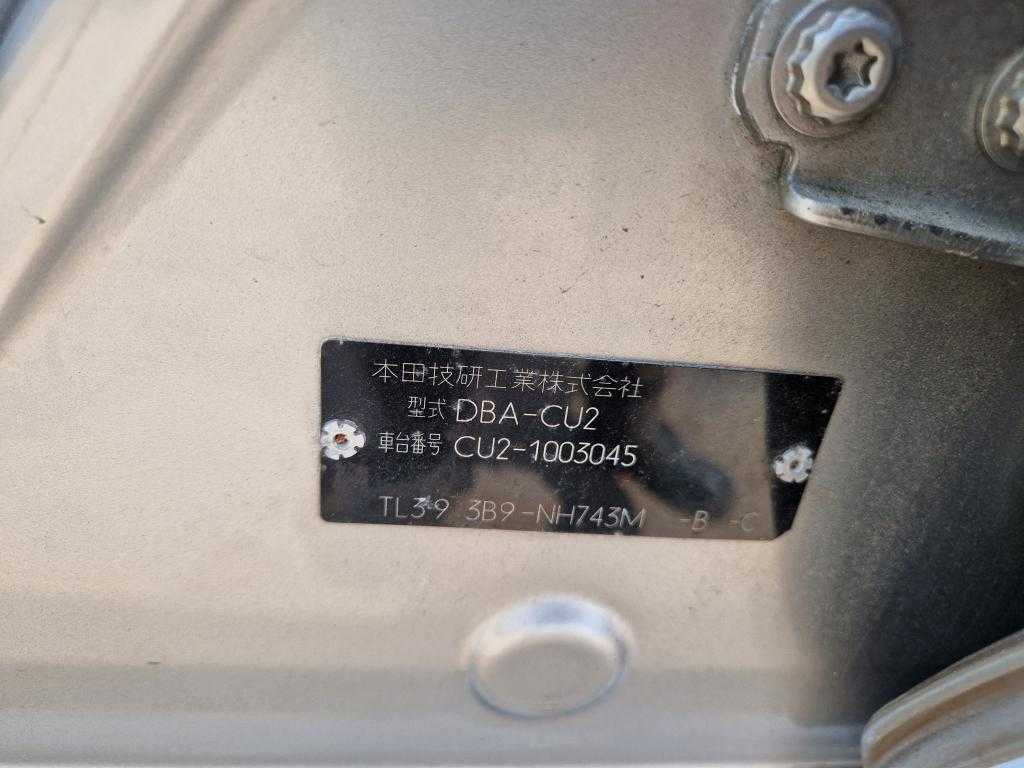 本田技研工業株式会社
型式 DBA-CU2
車台番号 CU2-1003045
TL39 3B9-NH743M -B -C